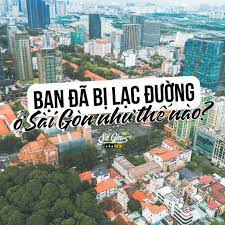 BẠN ĐÃ BỊ LẠC ĐƯỜNG
ở Sài Gòn như thế nào?